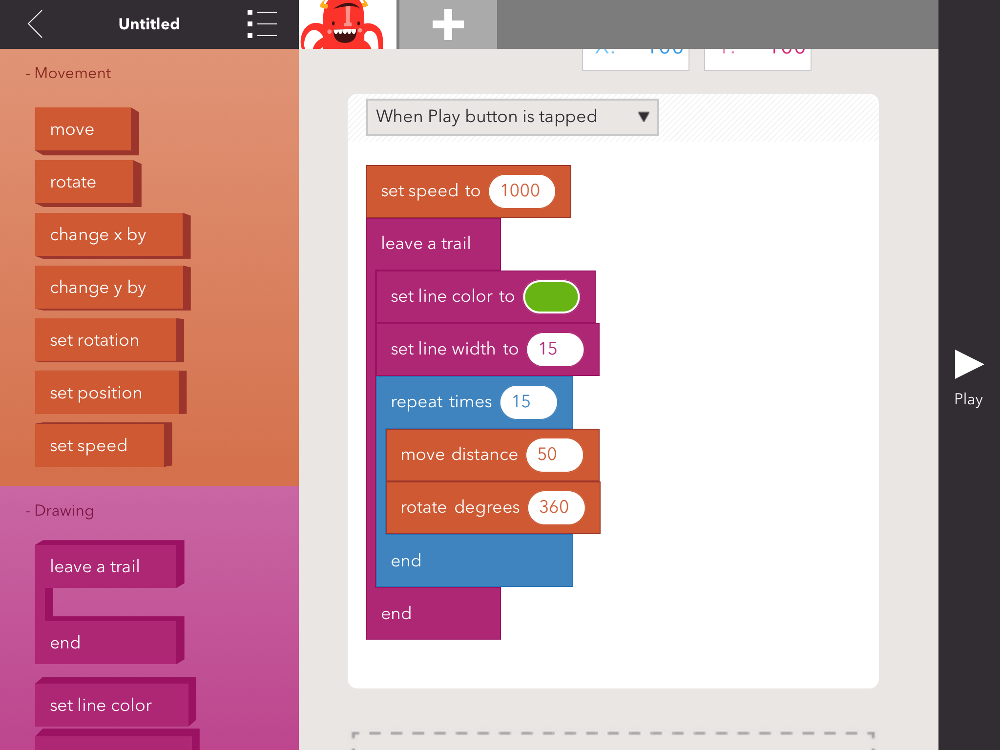 Untitled
- Movement
move
rotate
change x by
change y by
set rotation
set position
set speed
- Drawing
leave a trail
end
set line color
X: 100 Y: 100
When Play button is tapped
set speed to 1000
leave a trail
set line color to
set line width to 15
repeat times 15
move distance 50
rotate degrees 360
end
end
Play